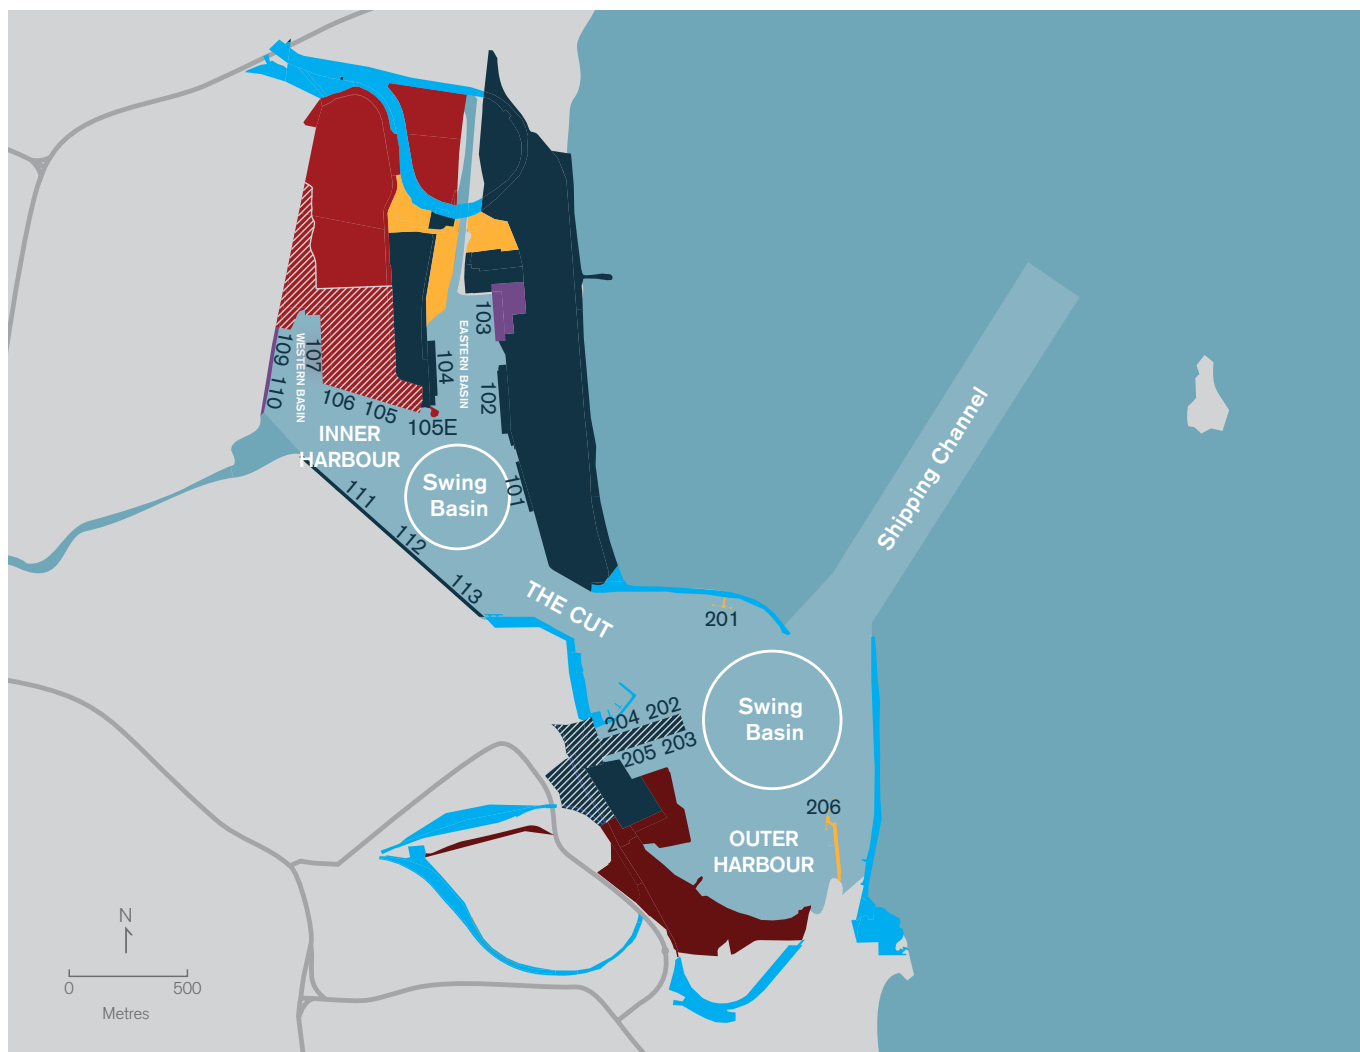 103
EASTERN BASIN
WESTERN BASIN
109
107
104
110
102
106
105
105E
INNER
HARBOUR
Swing
Basin
101
111
112
113
THE CUT
Shipping Channel
201
204 202
205 203
Swing
Basin
206
OUTER
HARBOUR
N
0
500
Metres